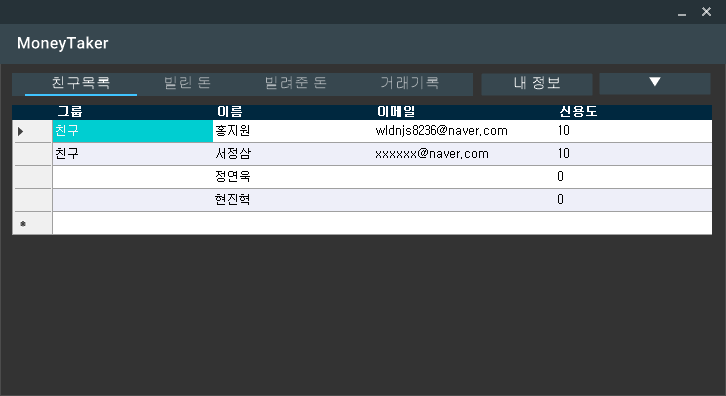 MoneyTaker
친구목록 빌린 돈 빌려준 돈 거래기록 내 정보 ▼
그룹 이름 이메일 신용도
친구 홍지원 wldnjs8236@naver.com 10
친구 서정삼 xxxxxx@naver.com 10
정연욱 0
현진혁 0